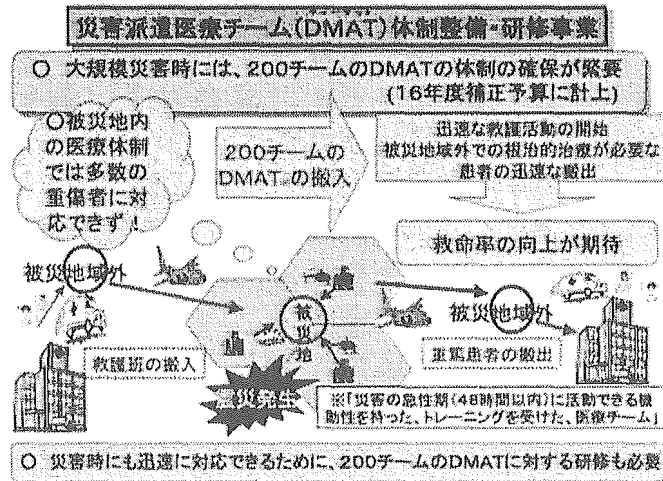 災害派遣医療チーム(DMAT)体制整備・研修事業
○ 大規模災害時には、200チームのDMATの体制の確保が緊要
(16年度補正予算に計上)
○被災地内
の医療体制
では多数の
重傷者に対
応できず！
200チームの
DMAT※の搬入
迅速な救護活動の開始
被災地域外での根治的治療が必要な
患者の迅速な搬出
救命率の向上が期待
被災地域外
被災地
被災地域外
救護班の搬入
重篤患者の搬出
震災発生
※「災害の急性期(48時間以内)に活動できる機
動性を持った、トレーニングを受けた、医療チーム」
○ 災害時にも迅速に対応できるために、200チームのDMATに対する研修も必要